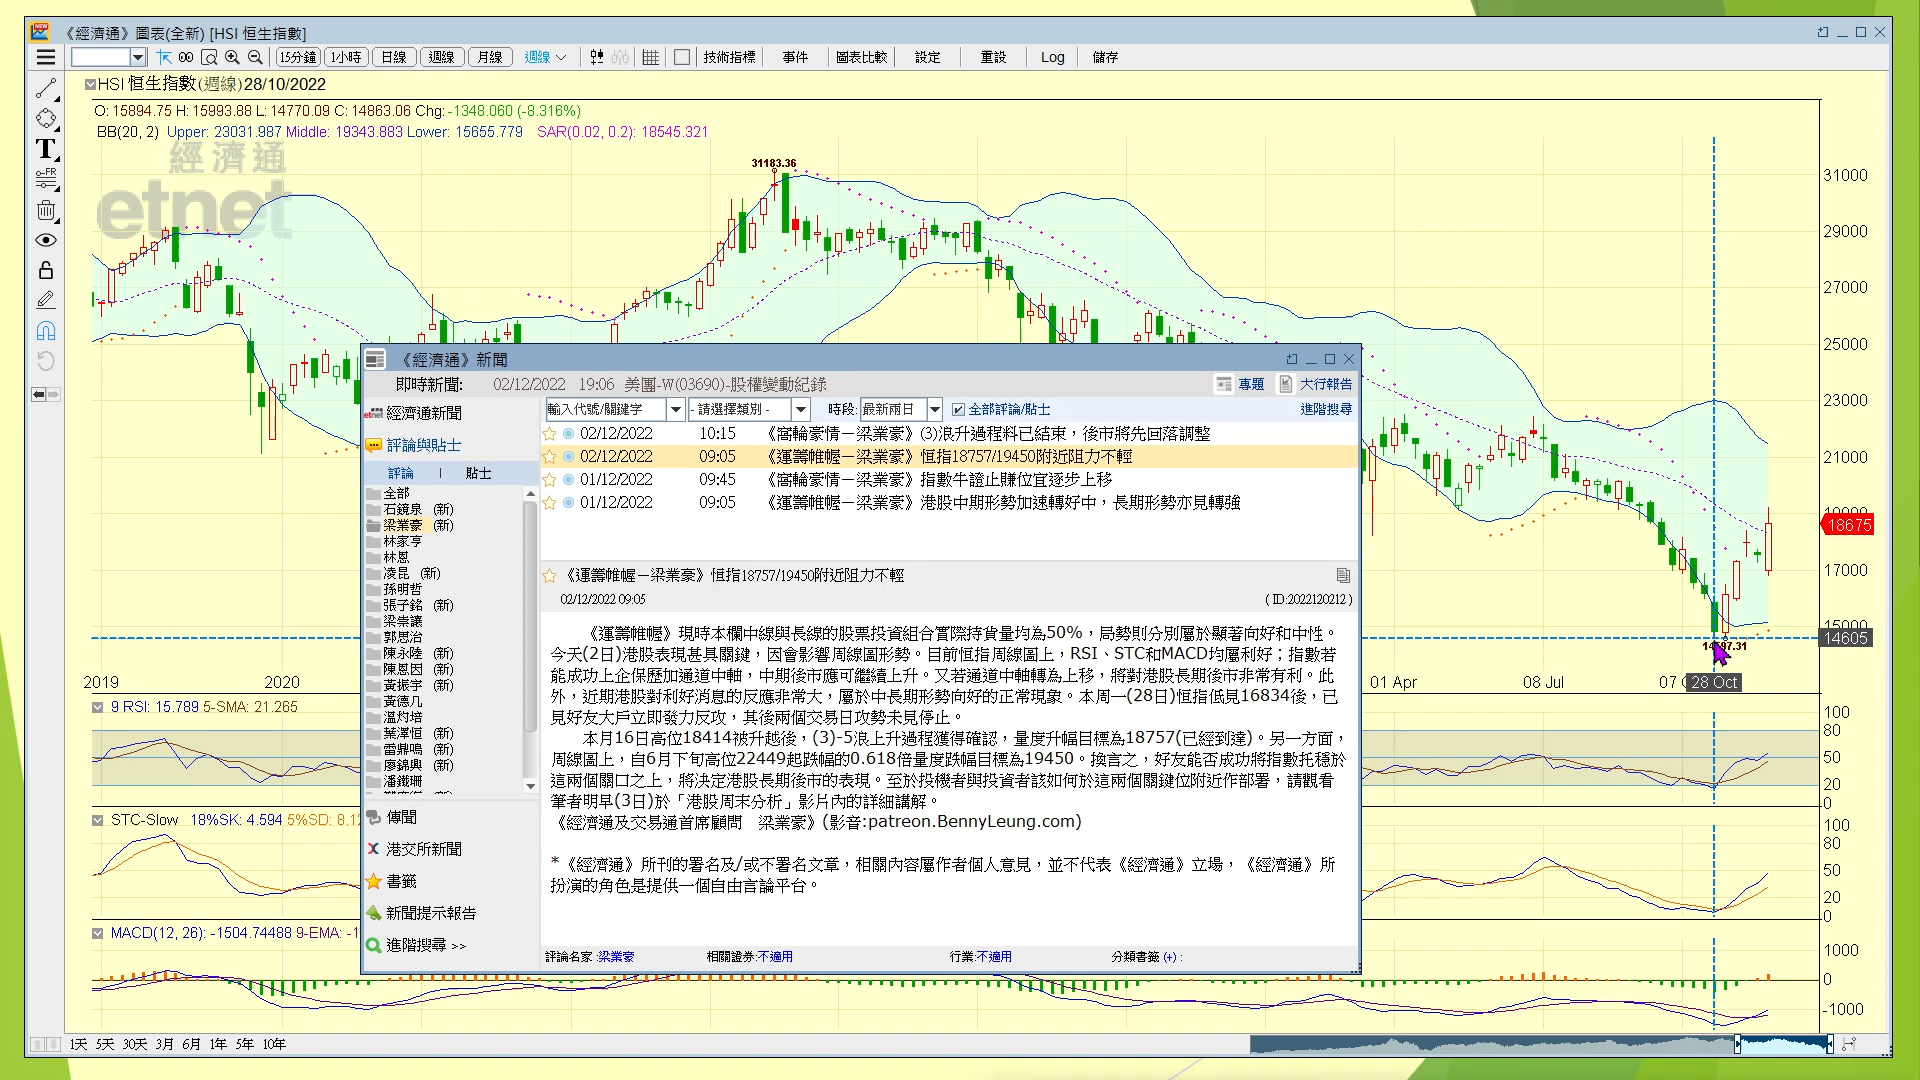 《經濟通》圖表(全新) [HSI 恒生指數]
15分鐘 1小時 日線 週線 月線 週線 技術指標 事件 圖表比較 設定 重設 Log 儲存
HSI 恒生指數(週線)28/10/2022
O: 15894.75 H: 15993.88 L: 14770.09 C: 14863.06 Chg:-1348.060 (-8.316%)
BB(20, 2) Upper: 23031.987 Middle: 19343.883 Lower: 15655.779 SAR(0.02, 0.2): 18545.321
T
FR
經濟通
etnet
31183.36
31000
29000
27000
25000
23000
21000
18675
17000
15000
14605
2019 2020 01 Apr 08 Jul 28 Oct
9 RSI: 15.789 5-SMA: 21.265
100
80
50
20
0
STC-Slow 18%SK: 4.594 5%SD: 8.1
100
80
50
20
0
MACD(12, 26): -1504.74488 9-EMA: -1
1000
0
-1000
1天 5天 30天 3月 6月 1年 5年 10年
《經濟通》新聞
即時新聞: 02/12/2022 19:06 美團-W(03690)-股權變動紀錄 專題 大行報告
經濟通新聞
評論與貼士
評論 | 貼士
全部
石鏡泉 (新)
梁業豪 (新)
林家亨
林恩
凌昆 (新)
孫明哲
張子銘 (新)
梁崇讓
郭思治
陳永陸 (新)
陳恩因 (新)
黃振宇 (新)
黃德几
溫灼培
葉澤恒 (新)
雷鼎鳴 (新)
廖錦興 (新)
潘鐵珊
傳聞
港交所新聞
書籤
新聞提示報告
進階搜尋 >>
輸入代號/關鍵字 - 請選擇類別 - 時段: 最新兩日 全部評論/貼士 進階搜尋
02/12/2022 10:15 《窩輪豪情－梁業豪》(3)浪升過程料已結束，後市將先回落調整
02/12/2022 09:05 《運籌帷幄－梁業豪》恒指18757/19450附近阻力不輕
01/12/2022 09:45 《窩輪豪情－梁業豪》指數牛證止賺位宜逐步上移
01/12/2022 09:05 《運籌帷幄－梁業豪》港股中期形勢加速轉好中，長期形勢亦見轉強
《運籌帷幄－梁業豪》恒指18757/19450附近阻力不輕
02/12/2022 09:05 ( ID:2022120212 )
《運籌帷幄》現時本欄中線與長線的股票投資組合實際持貨量均為50%，局勢則分別屬於顯著向好和中性。
今天(2日)港股表現甚具關鍵，因會影響周線圖形勢。目前恒指周線圖上，RSI、STC和MACD均屬利好；指數若
能成功上企保歷加通道中軸，中期後市應可繼續上升。又若通道中軸轉為上移，將對港股長期後市非常有利。此
外，近期港股對利好消息的反應非常大，屬於中長期形勢向好的正常現象。本周一(28日)恒指低見16834後，已
見好友大戶立即發力反攻，其後兩個交易日攻勢未見停止。
本月16日高位18414被升越後，(3)-5浪上升過程獲得確認，量度升幅目標為18757(已經到達)。另一方面，
周線圖上，自6月下旬高位22449起跌幅的0.618倍量度跌幅目標為19450。換言之，好友能否成功將指數托穩於
這兩個關口之上，將決定港股長期後市的表現。至於投機者與投資者該如何於這兩個關鍵位附近作部署，請觀看
筆者明早(3日)於「港股周末分析」影片內的詳細講解。
《經濟通及交易通首席顧問　梁業豪》(影音:patreon.BennyLeung.com)
*《經濟通》所刊的署名及/或不署名文章，相關內容屬作者個人意見，並不代表《經濟通》立場，《經濟通》所
扮演的角色是提供一個自由言論平台。
評論名家 :梁業豪 相關證券:不適用 行業:不適用 分類書籤 (+) :